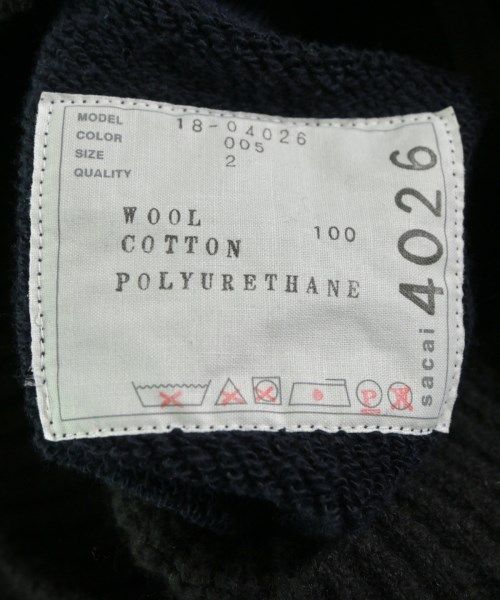 MODEL 18-04026
COLOR 005
SIZE 2
QUALITY
WOOL 100
COTTON
POLYURETHANE
P W
sacai 4026